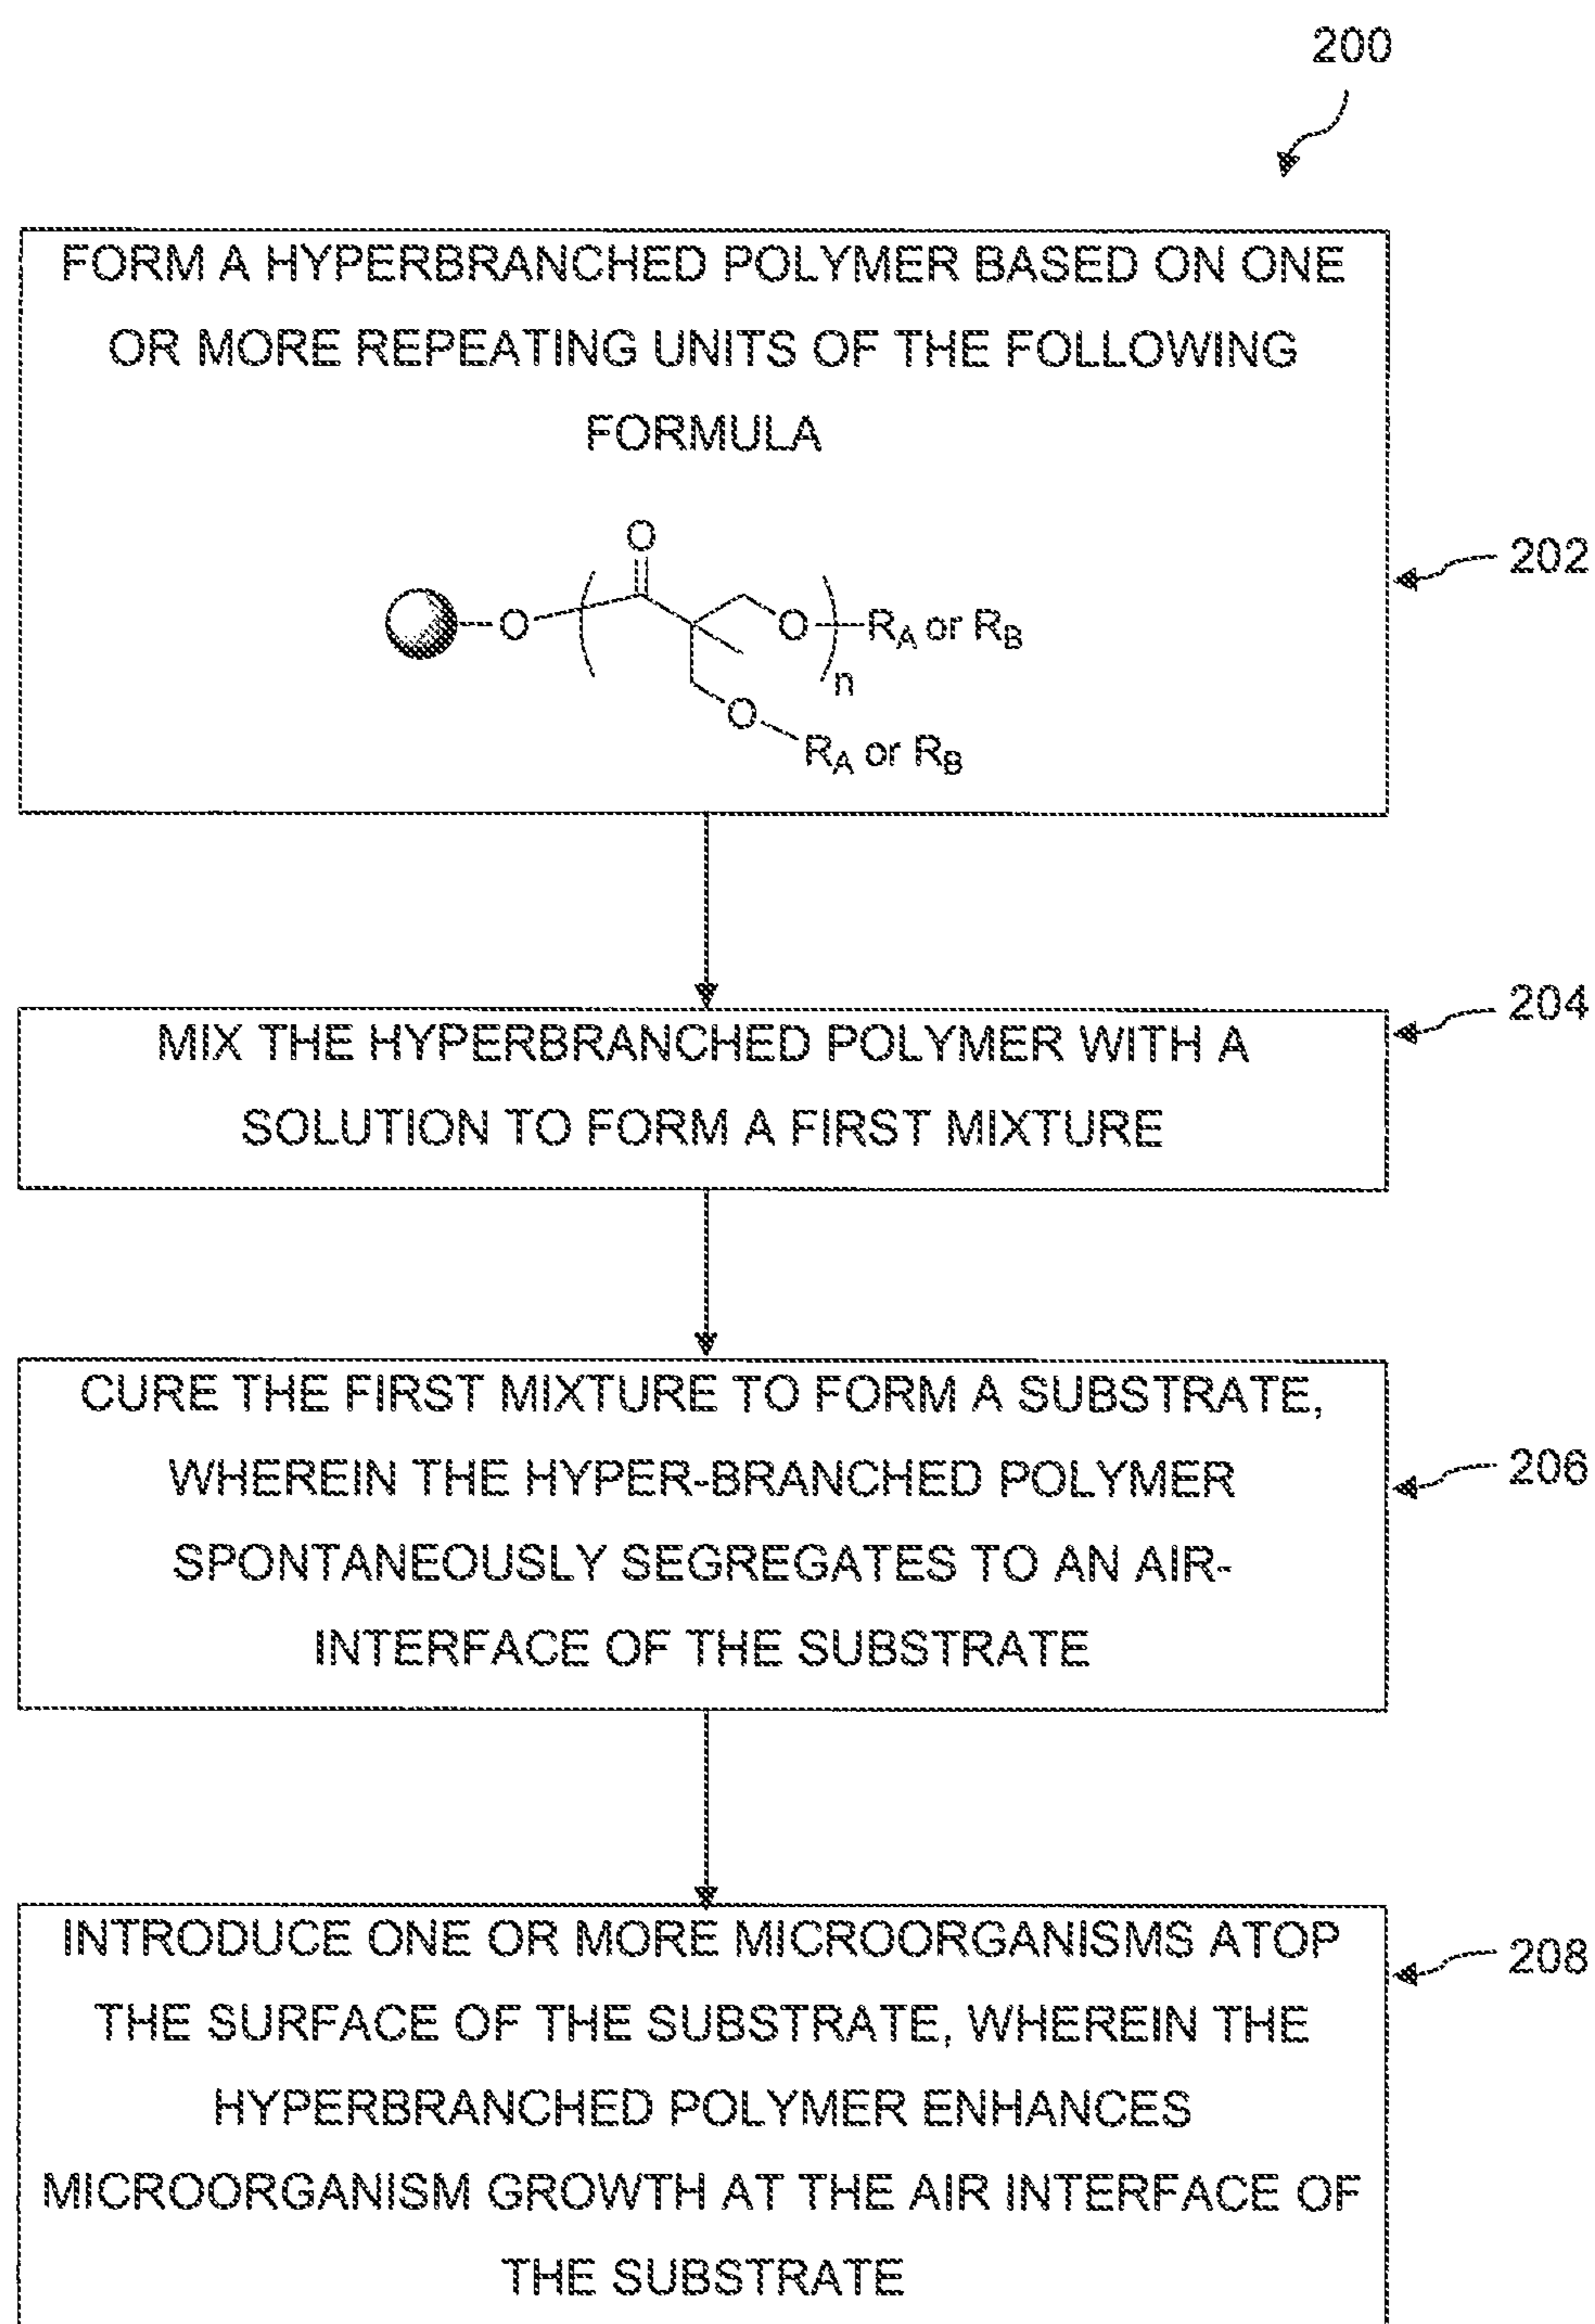 200
FORM A HYPERBRANCHED POLYMER BASED ON ONE
OR MORE REPEATING UNITS OF THE FOLLOWING
FORMULA
O
O
O
n
R_A or R_B
O
R_A or R_B
202
MIX THE HYPERBRANCHED POLYMER WITH A
SOLUTION TO FORM A FIRST MIXTURE
204
CURE THE FIRST MIXTURE TO FORM A SUBSTRATE,
WHEREIN THE HYPER-BRANCHED POLYMER
SPONTANEOUSLY SEGREGATES TO AN AIR-
INTERFACE OF THE SUBSTRATE
206
INTRODUCE ONE OR MORE MICROORGANISMS ATOP
THE SURFACE OF THE SUBSTRATE, WHEREIN THE
HYPERBRANCHED POLYMER ENHANCES
MICROORGANISM GROWTH AT THE AIR INTERFACE OF
THE SUBSTRATE
208